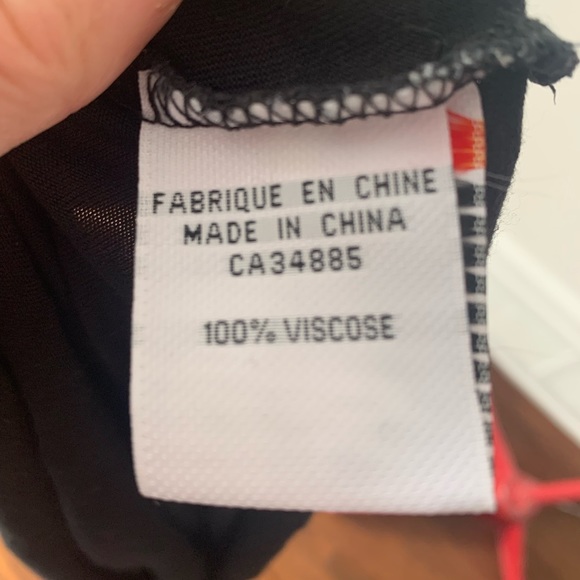 FABRIQUE EN CHINE
MADE IN CHINA
CA34885
100% VISCOSE